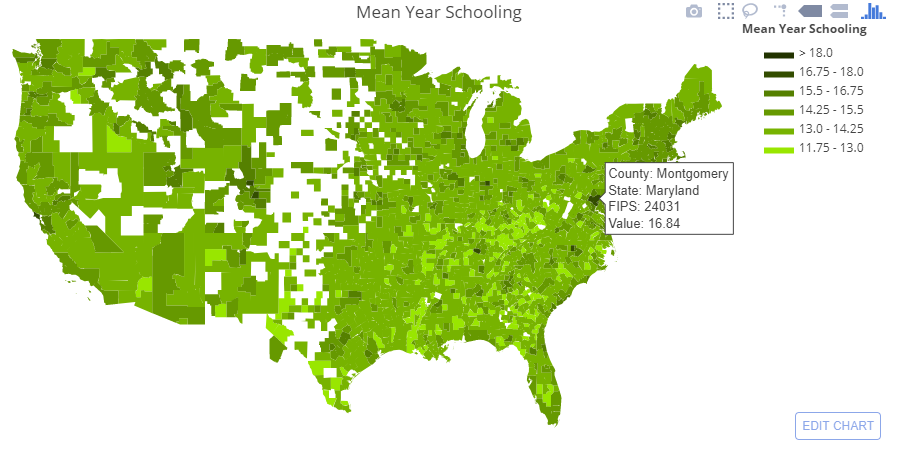 Mean Year Schooling
Mean Year Schooling
> 18.0
16.75 - 18.0
15.5 - 16.75
14.25 - 15.5
13.0 - 14.25
11.75 - 13.0
County: Montgomery
State: Maryland
FIPS: 24031
Value: 16.84
EDIT CHART